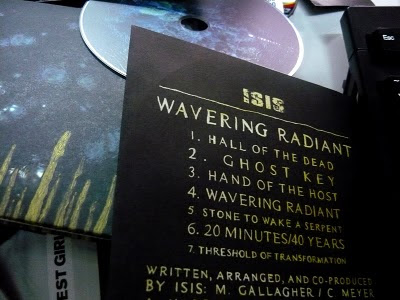 Esc
ISIS
WAVERING RADIANT
1. HALL OF THE DEAD
2. GHOST KEY
3. HAND OF THE HOST
4. WAVERING RADIANT
5. STONE TO WAKE A SERPENT
6. 20 MINUTES/40 YEARS
7. THRESHOLD OF TRANSFORMATION
WRITTEN, ARRANGED, AND CO-PRODUCED
BY ISIS: M. GALLAGHER / C. MEYER
EST GIRL